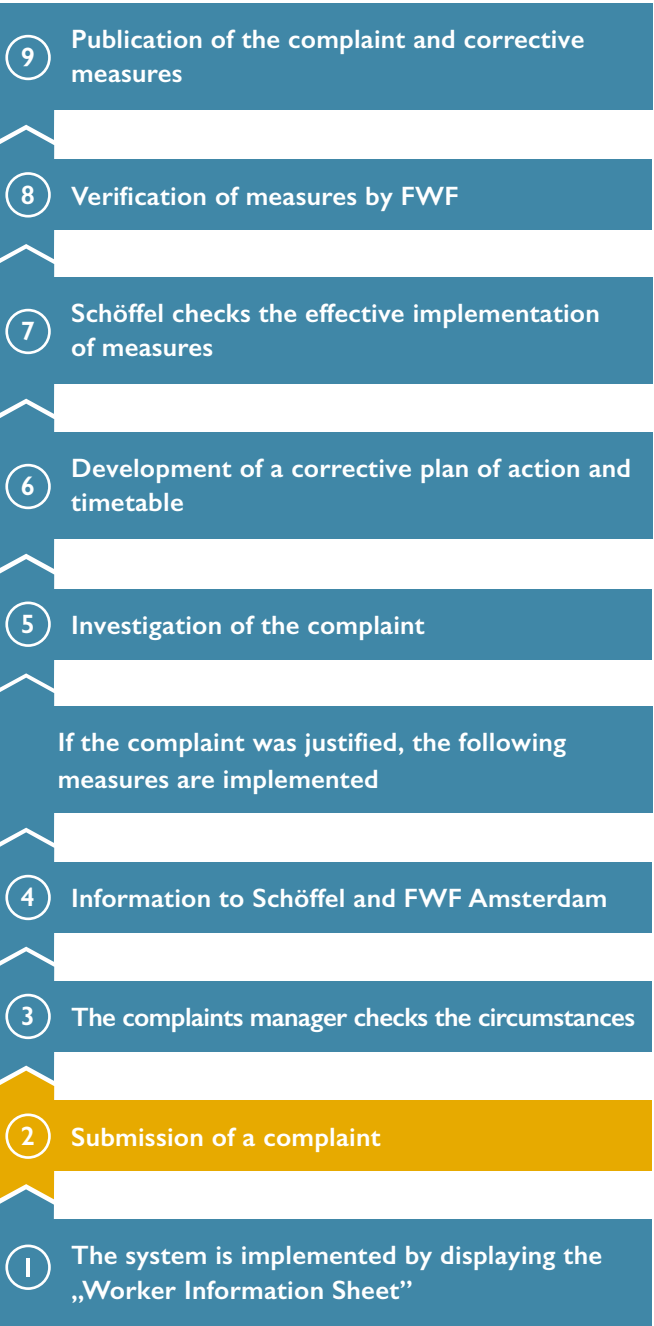 9 Publication of the complaint and corrective
measures
8 Verification of measures by FWF
7 Schöffel checks the effective implementation
of measures
6 Development of a corrective plan of action and
timetable
5 Investigation of the complaint
If the complaint was justified, the following
measures are implemented
4 Information to Schöffel and FWF Amsterdam
3 The complaints manager checks the circumstances
2 Submission of a complaint
1 The system is implemented by displaying the
„Worker Information Sheet”